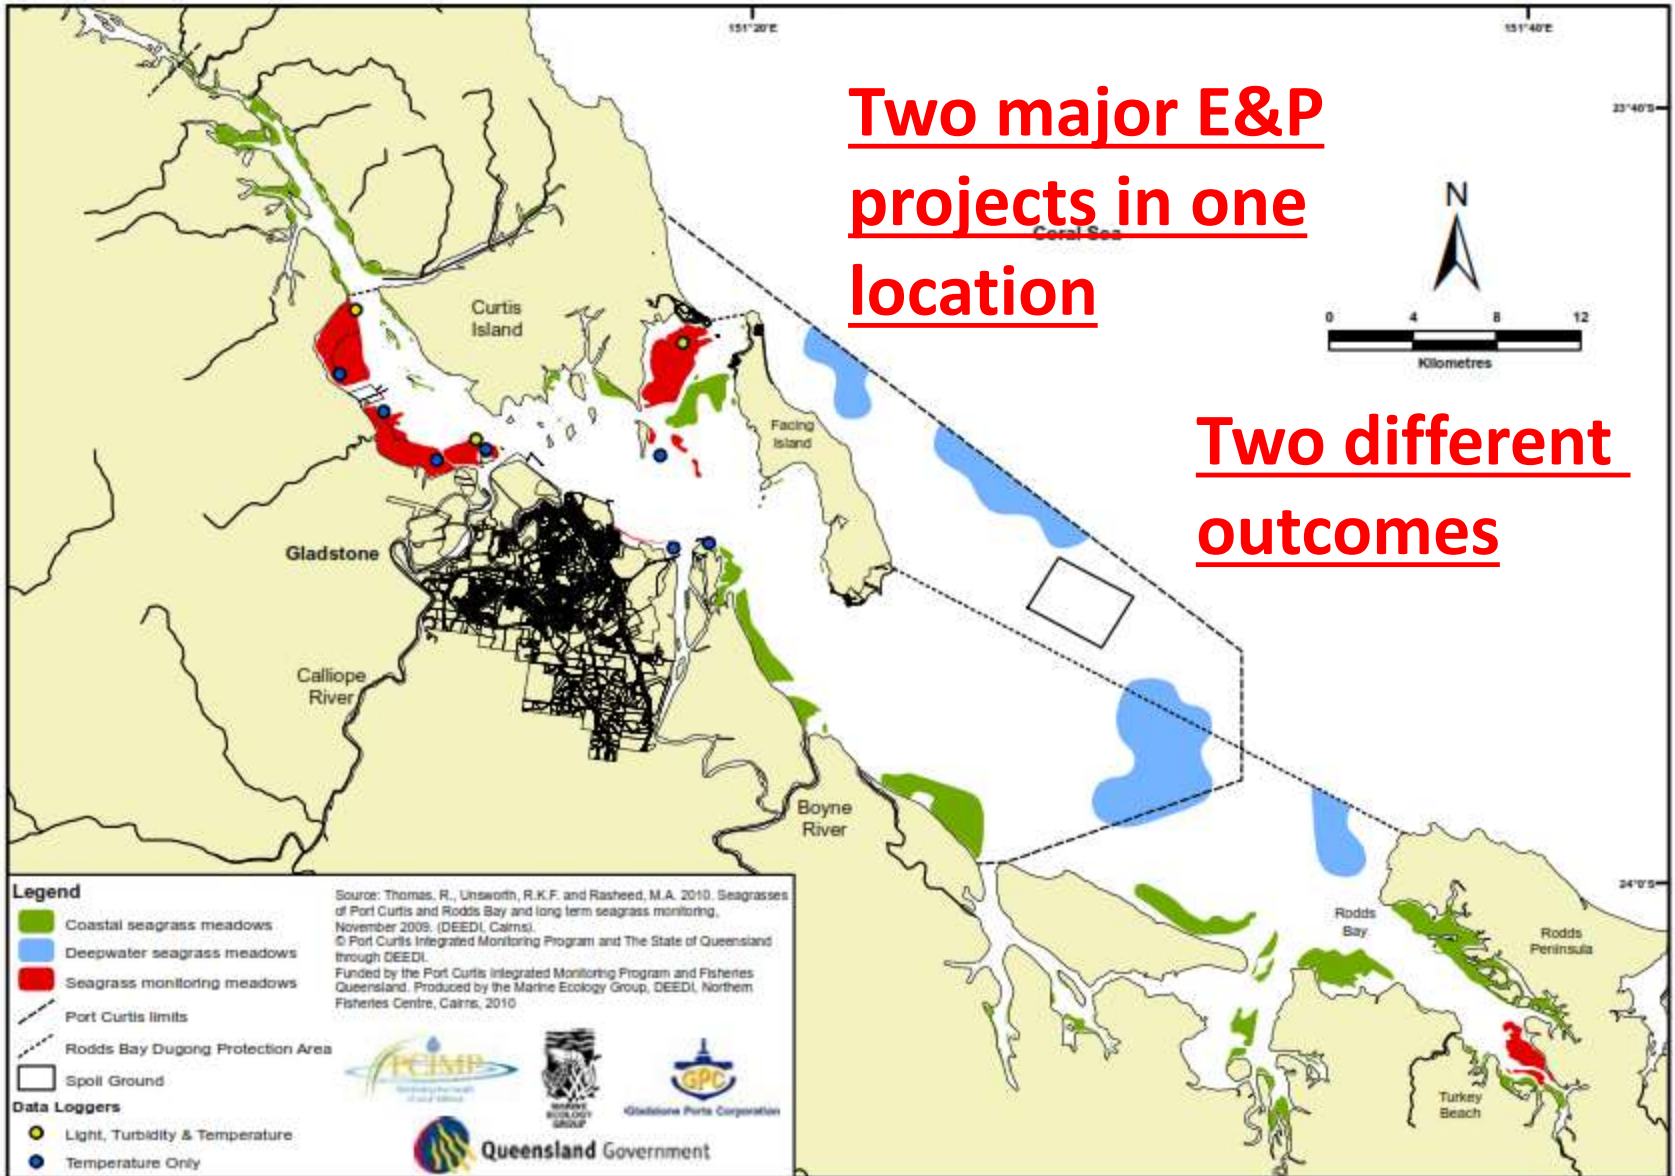 151°20'E
151°40'E
23°40'S
Two major E&P
projects in one
location
Coral Sea
N
0 4 8 12
Kilometres
Two different
outcomes
Curtis
Island
Facing
Island
Gladstone
Calliope
River
Boyne
River
24°0'S
Rodds
Bay
Rodds
Peninsula
Turkey
Beach
Legend
Coastal seagrass meadows
Deepwater seagrass meadows
Seagrass monitoring meadows
Port Curtis limits
Rodds Bay Dugong Protection Area
Spoil Ground
Data Loggers
Light, Turbidity & Temperature
Temperature Only
Source: Thomas, R., Unsworth, R.K.F. and Rasheed, M.A. 2010. Seagrasses
of Port Curtis and Rodds Bay and long term seagrass monitoring,
November 2009. (DEEDI, Cairns).
© Port Curtis Integrated Monitoring Program and The State of Queensland
through DEEDI.
Funded by the Port Curtis Integrated Monitoring Program and Fisheries
Queensland. Produced by the Marine Ecology Group, DEEDI, Northern
Fisheries Centre, Cairns, 2010
PCIMP
MARINE
ECOLOGY
GROUP
GPC
Gladstone Ports Corporation
Queensland Government